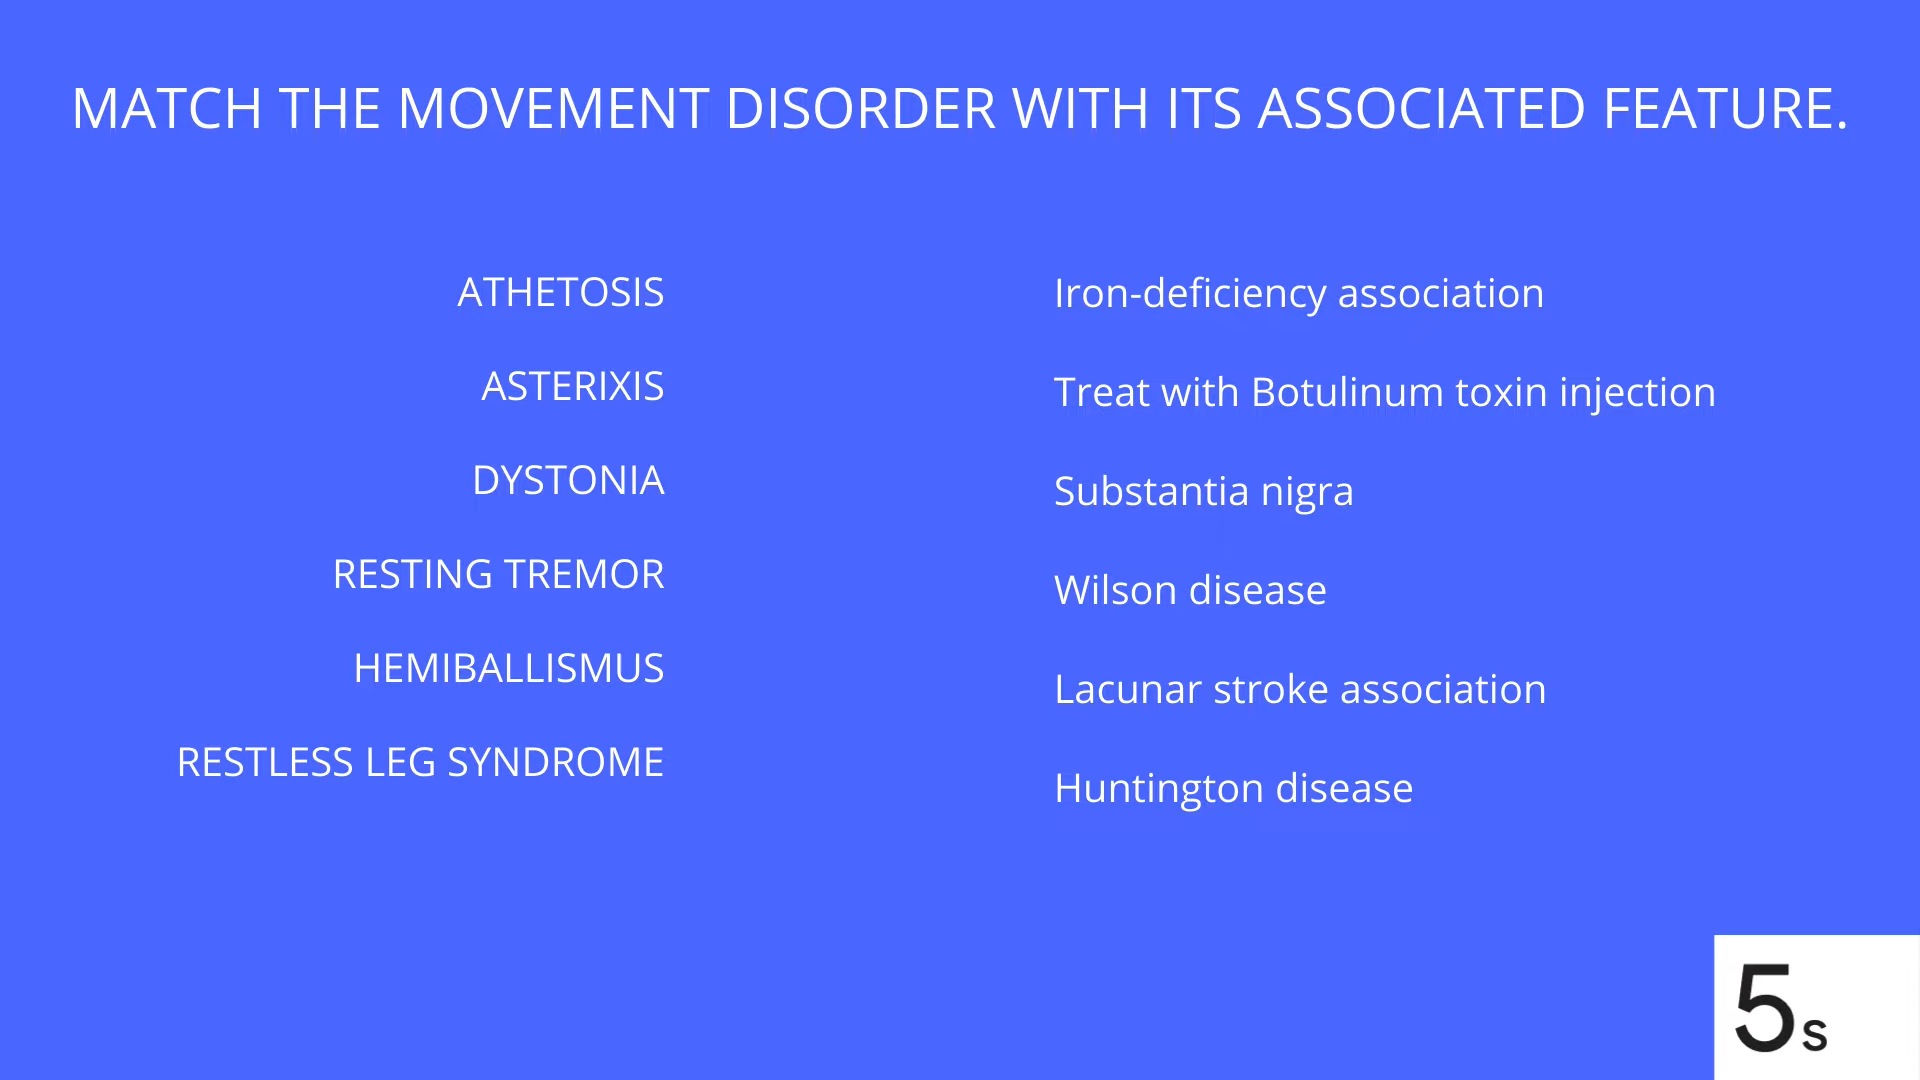 MATCH THE MOVEMENT DISORDER WITH ITS ASSOCIATED FEATURE.
ATHETOSIS
ASTERIXIS
DYSTONIA
RESTING TREMOR
HEMIBALLISMUS
RESTLESS LEG SYNDROME
Iron-deficiency association
Treat with Botulinum toxin injection
Substantia nigra
Wilson disease
Lacunar stroke association
Huntington disease
5s